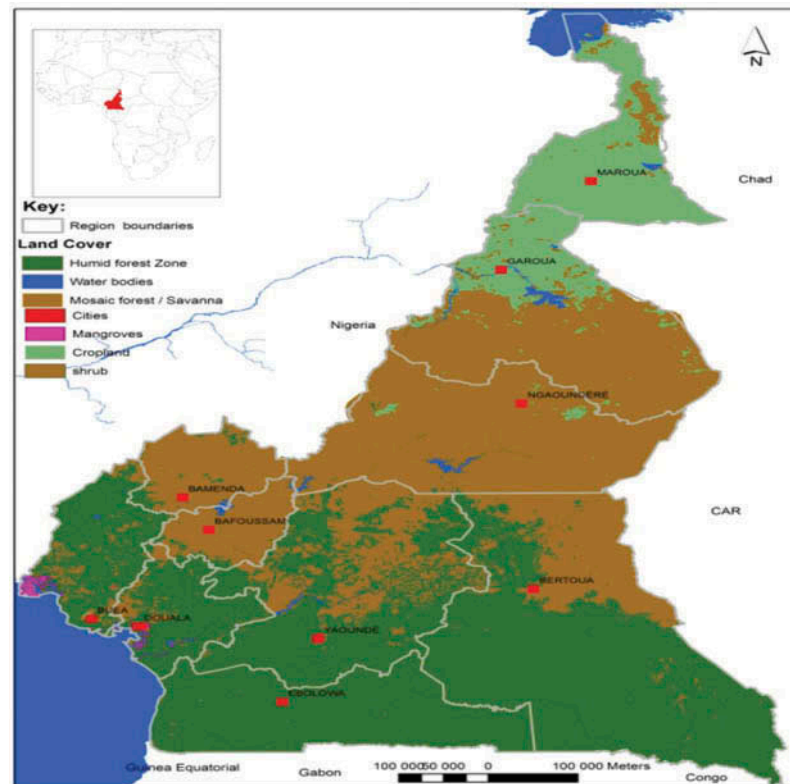 N
Key:
Region boundaries
Land Cover
Humid forest Zone
Water bodies
Mosaic forest / Savanna
Cities
Mangroves
Cropland
shrub
MAROUA
Chad
GAROUA
Nigeria
NGAOUNDERE
BAMENDA
BAFOUSSAM
CAR
BERTOUA
BUEA
DOUALA
YAOUNDE
EBOLOWA
Guinea Equatorial
Gabon
100 000 50 000 0 100 000 Meters
Congo